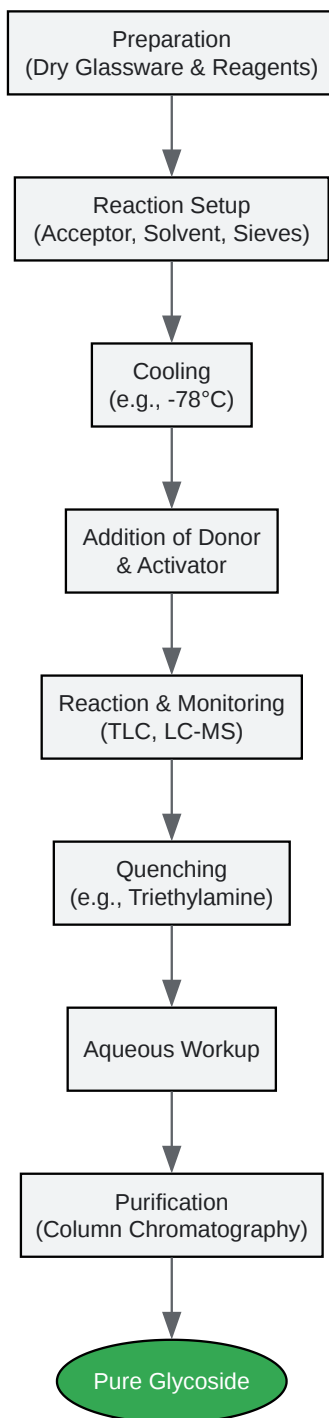 Preparation
(Dry Glassware & Reagents)
Reaction Setup
(Acceptor, Solvent, Sieves)
Cooling
(e.g., -78°C)
Addition of Donor
& Activator
Reaction & Monitoring
(TLC, LC-MS)
Quenching
(e.g., Triethylamine)
Aqueous Workup
Purification
(Column Chromatography)
Pure Glycoside